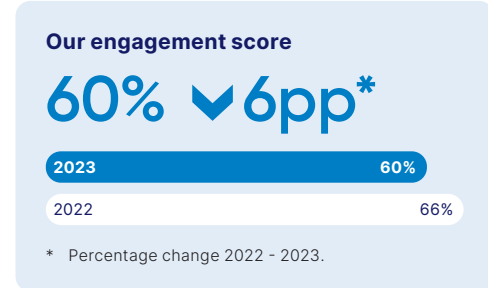 Our engagement score
60% 6pp*
2023 60%
2022 66%
* Percentage change 2022 - 2023.